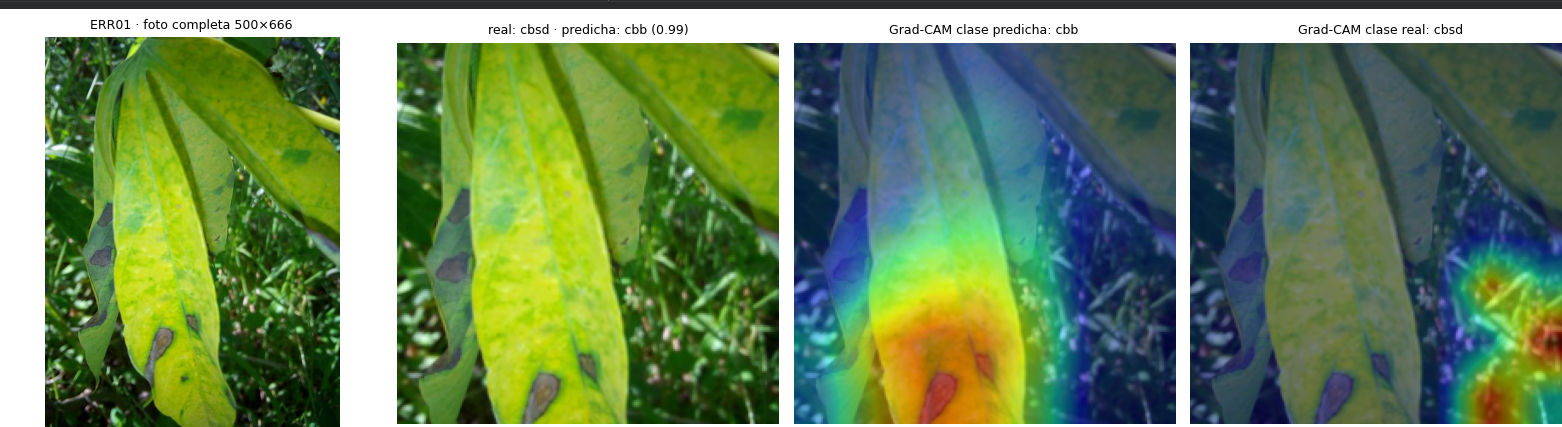 ERR01 · foto completa 500×666
real: cbsd · predicha: cbb (0.99)
Grad-CAM clase predicha: cbb
Grad-CAM clase real: cbsd